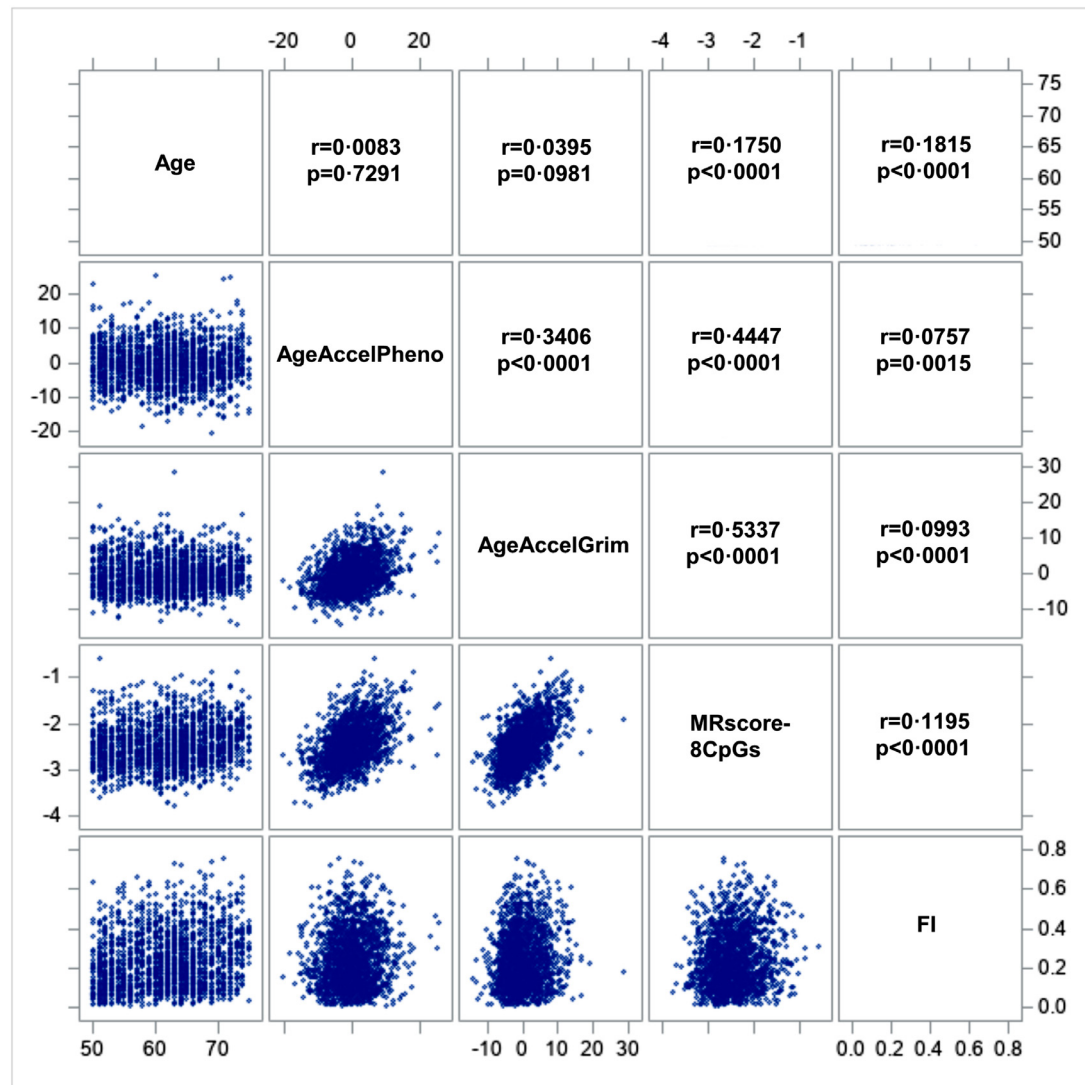 -20 0 20 -4 -3 -2 -1
Age
r=0·0083
p=0·7291
r=0·0395
p=0·0981
r=0·1750
p<0·0001
r=0·1815
p<0·0001
75
70
65
60
55
50
20
10
0
-10
-20
AgeAccelPheno
r=0·3406
p<0·0001
r=0·4447
p<0·0001
r=0·0757
p=0·0015
AgeAccelGrim
r=0·5337
p<0·0001
r=0·0993
p<0·0001
30
20
10
0
-10
-1
-2
-3
-4
MRscore-
8CpGs
r=0·1195
p<0·0001
FI
0.8
0.6
0.4
0.2
0.0
50 60 70 -10 0 10 20 30 0.0 0.2 0.4 0.6 0.8